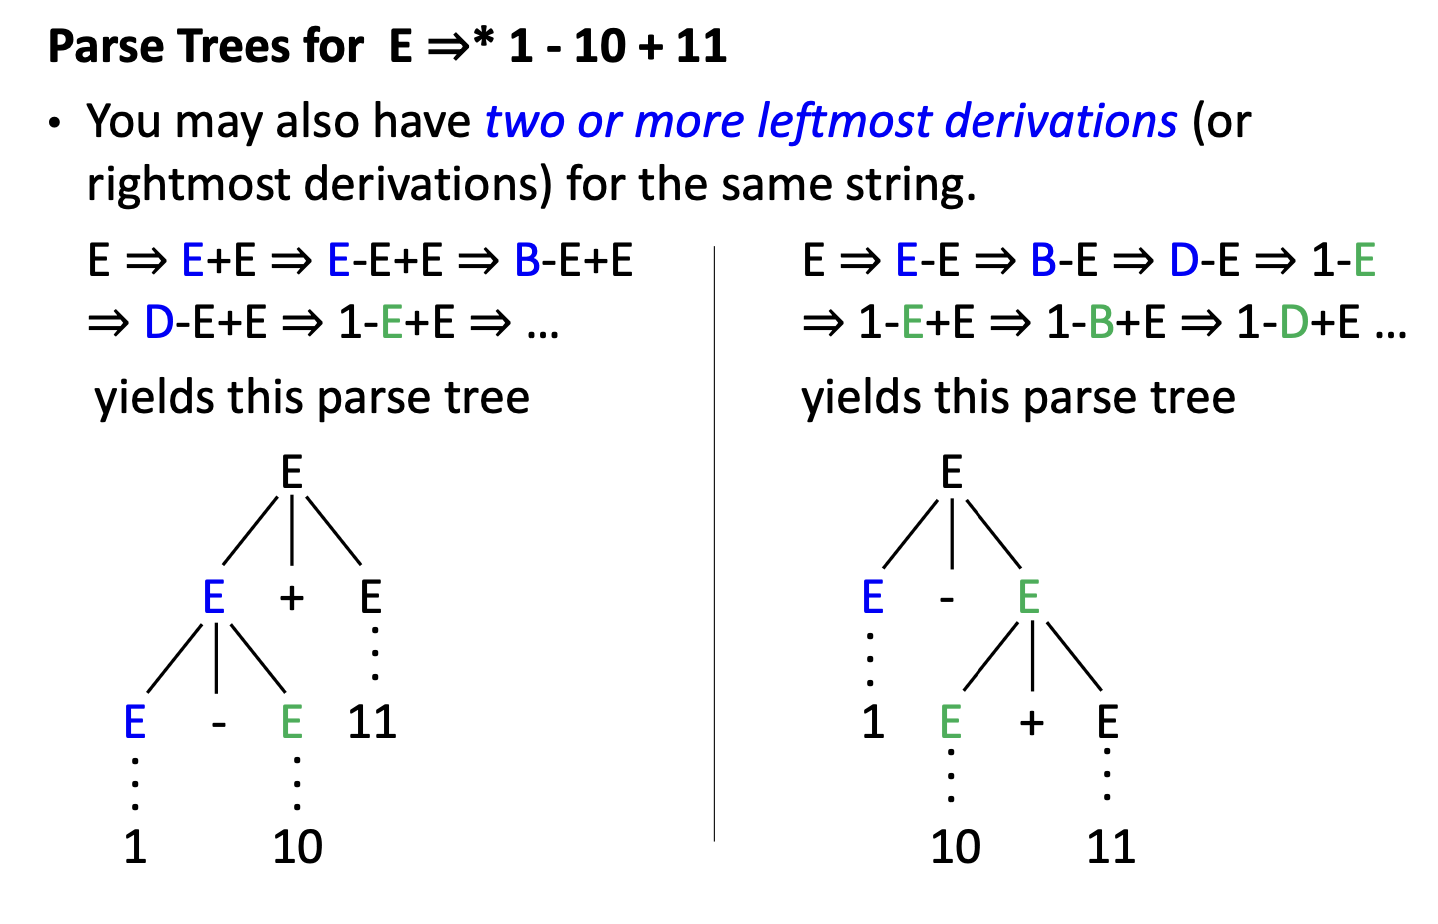 Parse Trees for E ⇒* 1 - 10 + 11
• You may also have two or more leftmost derivations (or
rightmost derivations) for the same string.
E ⇒ E+E ⇒ E-E+E ⇒ B-E+E
⇒ D-E+E ⇒ 1-E+E ⇒ ...
yields this parse tree
E
E + E
E - E 11
1 10
E ⇒ E-E ⇒ B-E ⇒ D-E ⇒ 1-E
⇒ 1-E+E ⇒ 1-B+E ⇒ 1-D+E ...
yields this parse tree
E
E - E
1 E + E
10 11